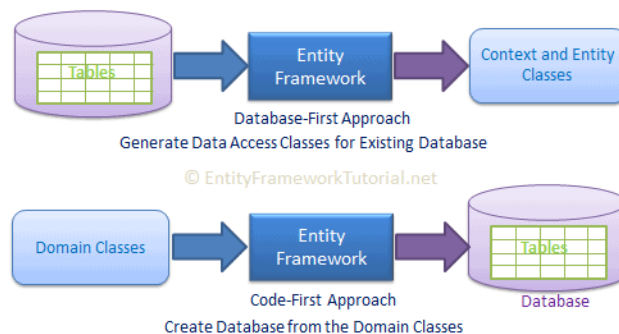 Tables
Entity
Framework
Context and Entity
Classes
Database-First Approach
Generate Data Access Classes for Existing Database
© EntityFrameworkTutorial.net
Domain Classes
Entity
Framework
Tables
Database
Code-First Approach
Create Database from the Domain Classes